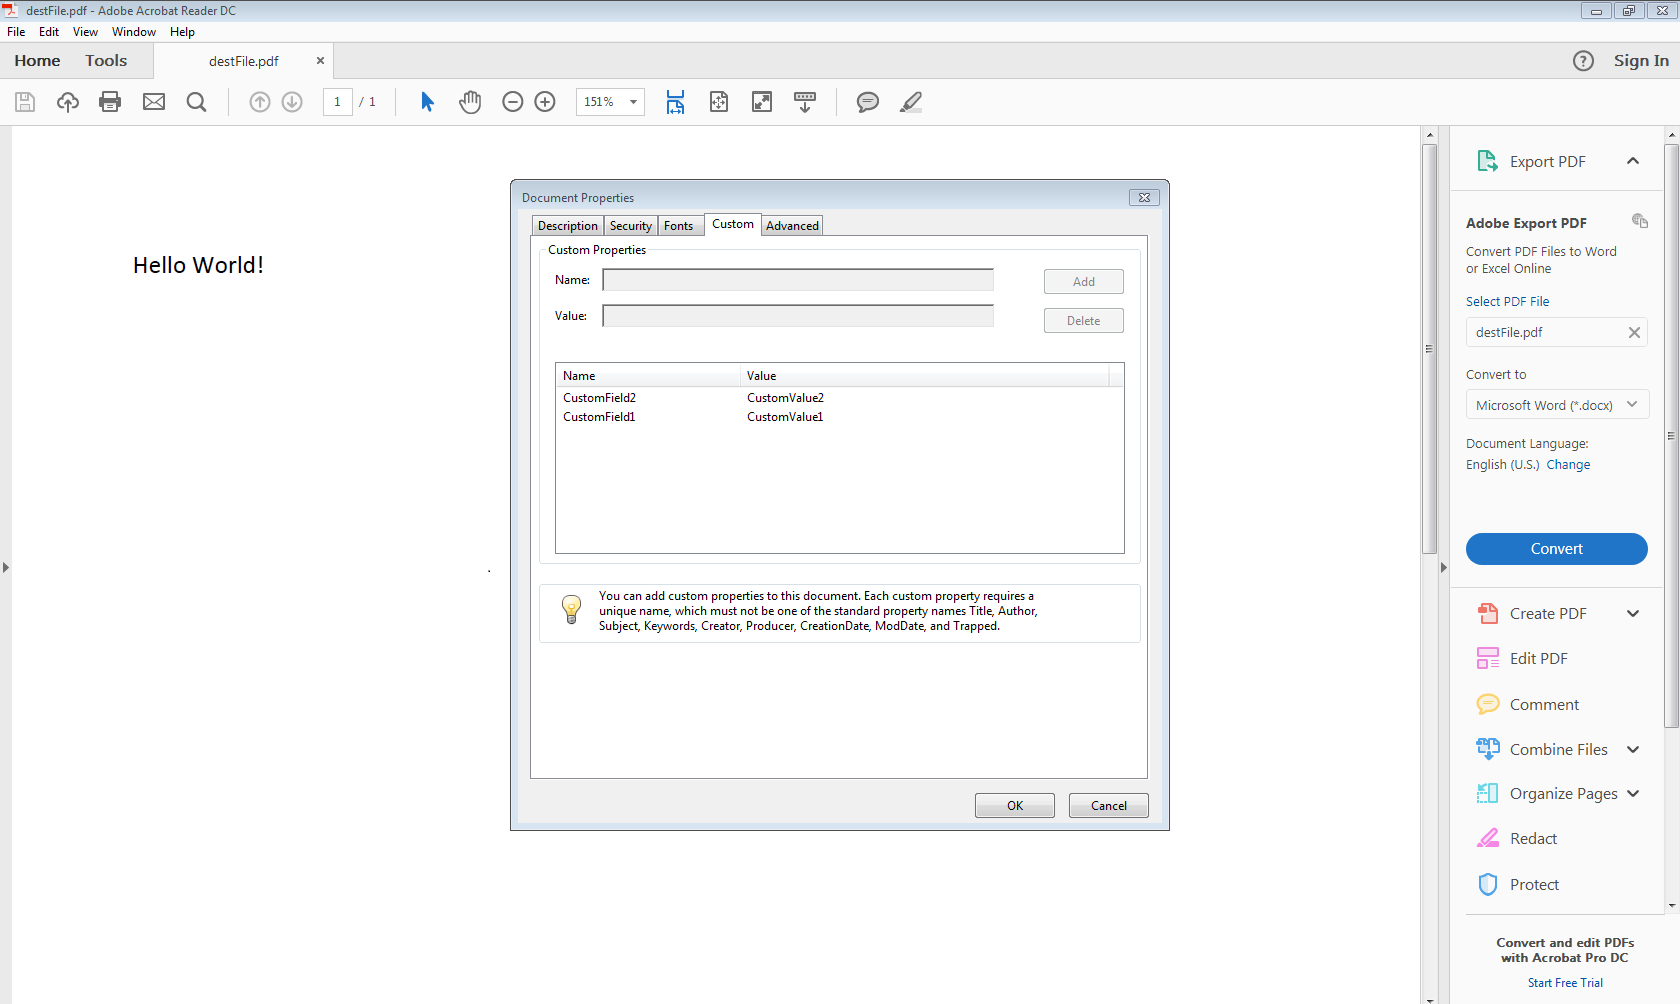 destFile.pdf - Adobe Acrobat Reader DC
File Edit View Window Help
Home Tools destFile.pdf × ? Sign In
1 / 1 151%
Hello World!
Document Properties
Description Security Fonts Custom Advanced
Custom Properties
Name: Add
Value: Delete
Name Value
CustomField2 CustomValue2
CustomField1 CustomValue1
You can add custom properties to this document. Each custom property requires a
unique name, which must not be one of the standard property names Title, Author,
Subject, Keywords, Creator, Producer, CreationDate, ModDate, and Trapped.
OK Cancel
Export PDF
Adobe Export PDF
Convert PDF Files to Word
or Excel Online
Select PDF File
destFile.pdf
Convert to
Microsoft Word (*.docx)
Document Language:
English (U.S.) Change
Convert
Create PDF
Edit PDF
Comment
Combine Files
Organize Pages
Redact
Protect
Convert and edit PDFs
with Acrobat Pro DC
Start Free Trial